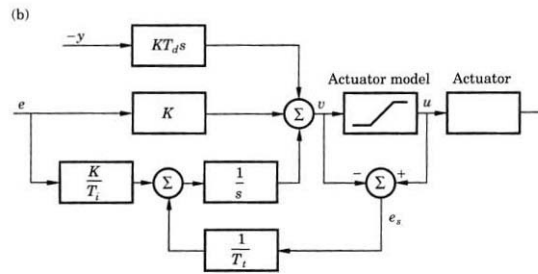 (b)
−y
KT_d s
Actuator model
Actuator
e
K
Σ
v
u
K
T_i
Σ
1
s
−
Σ
+
e_s
1
T_t